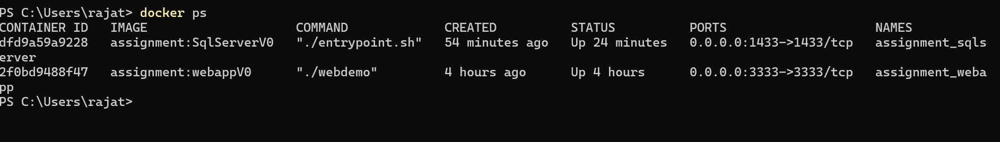 PS C:\Users\rajat> docker ps
CONTAINER ID   IMAGE                    COMMAND             CREATED          STATUS          PORTS                    NAMES
dfd9a59a9228   assignment:SqlServerV0   "./entrypoint.sh"   54 minutes ago   Up 24 minutes   0.0.0.0:1433->1433/tcp   assignment_sqls
erver
2f0bd9488f47   assignment:webappV0      "./webdemo"         4 hours ago      Up 4 hours      0.0.0.0:3333->3333/tcp   assignment_weba
pp
PS C:\Users\rajat>